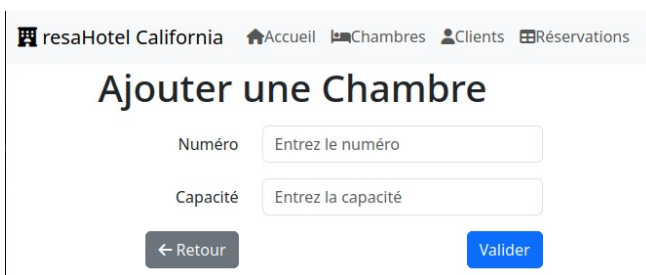 resaHotel California Accueil Chambres Clients Réservations
Ajouter une Chambre
Numéro Entrez le numéro
Capacité Entrez la capacité
Retour Valider